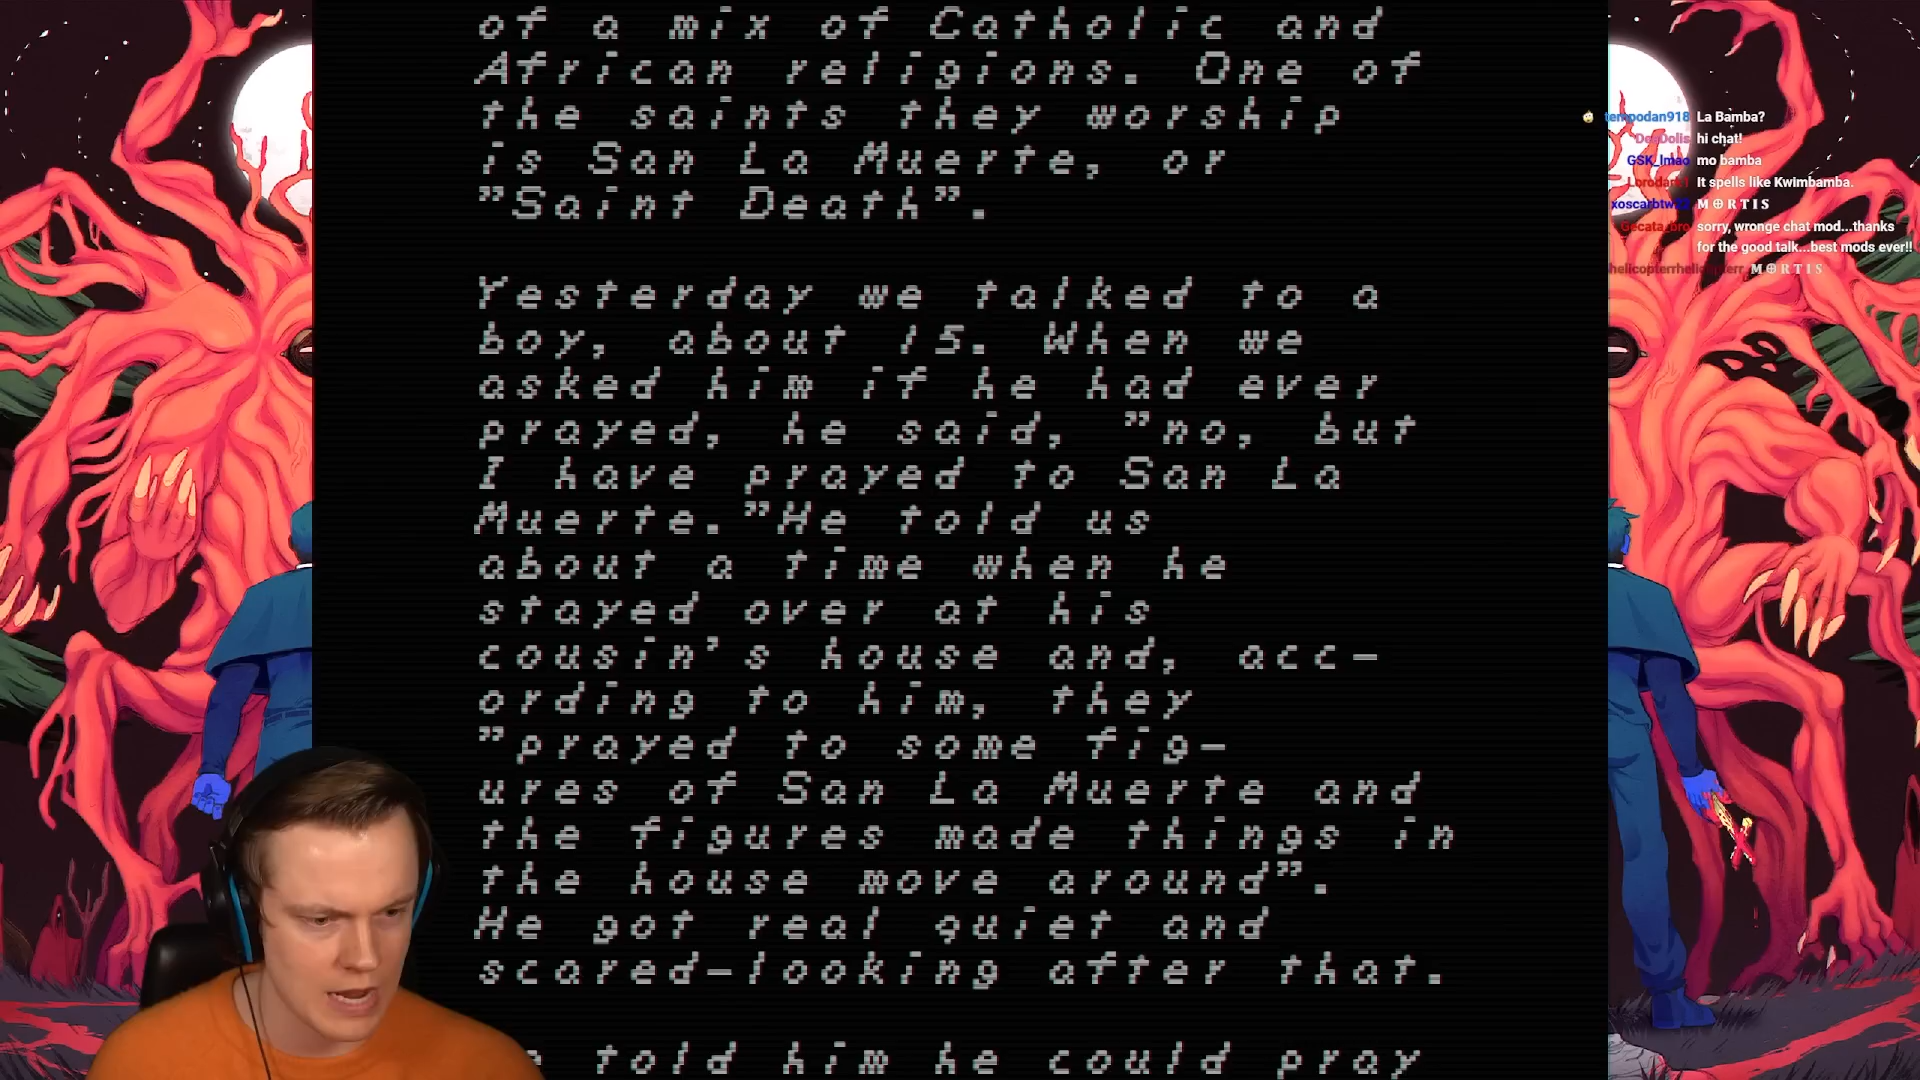 of a mix of Catholic and
African religions. One of
the saints they worship
is San La Muerte, or
"Saint Death".
Yesterday we talked to a
boy, about 15. When we
asked him if he had ever
prayed, he said, "no, but
I have prayed to San La
Muerte."He told us
about a time when he
stayed over at his
cousin's house and, acc-
ording to him, they
"prayed to some fig-
ures of San La Muerte and
the figures made things in
the house move around".
He got real quiet and
scared-looking after that.
told him he could pray
tempodan918 La Bamba?
hi chat!
GSK_lmao mo bamba
It spells like Kwimbamba.
M⊕RTIS
sorry, wronge chat mod...thanks
for the good talk...best mods ever!!
M⊕RTIS